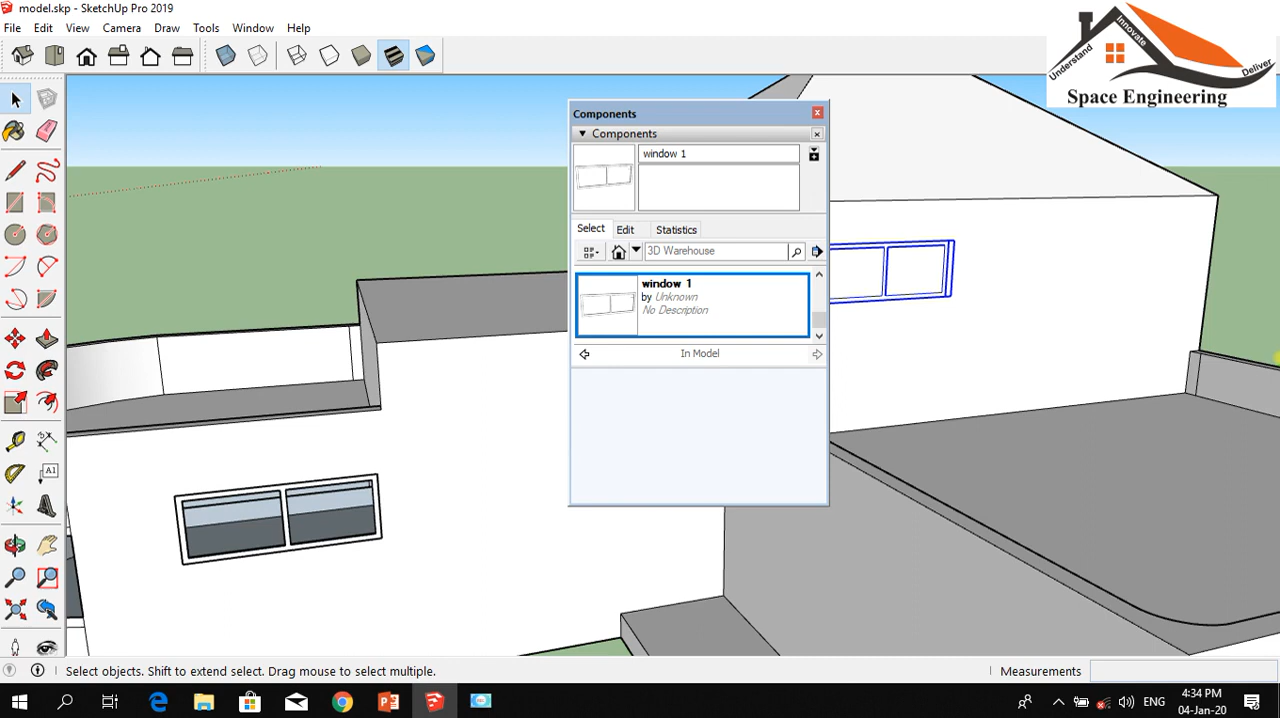 model.skp - SketchUp Pro 2019
File Edit View Camera Draw Tools Window Help
Understand
Innovate
Deliver
Space Engineering
Components
Components
window 1
Select Edit Statistics
3D Warehouse
window 1
by Unknown
No Description
In Model
A1
Select objects. Shift to extend select. Drag mouse to select multiple.
Measurements
ENG
4:34 PM
04-Jan-20